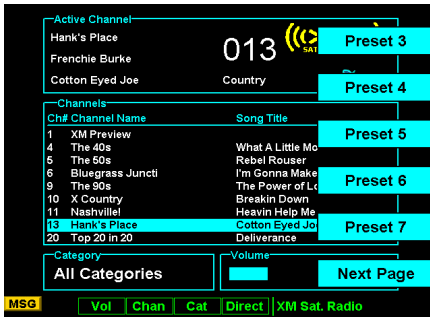 Active Channel
Hank's Place
Frenchie Burke
Cotton Eyed Joe
013
SAT
Country
Preset 3
Preset 4
Channels
Ch# Channel Name Song Title
1 XM Preview
4 The 40s What A Little Mo
5 The 50s Rebel Rouser
6 Bluegrass Juncti I'm Gonna Make
9 The 90s The Power of Lo
10 X Country Breakin Down
11 Nashville! Heavin Help Me
13 Hank's Place Cotton Eyed Joe
20 Top 20 in 20 Deliverance
Preset 5
Preset 6
Preset 7
Category
All Categories
Volume
Next Page
MSG
Vol Chan Cat Direct XM Sat. Radio